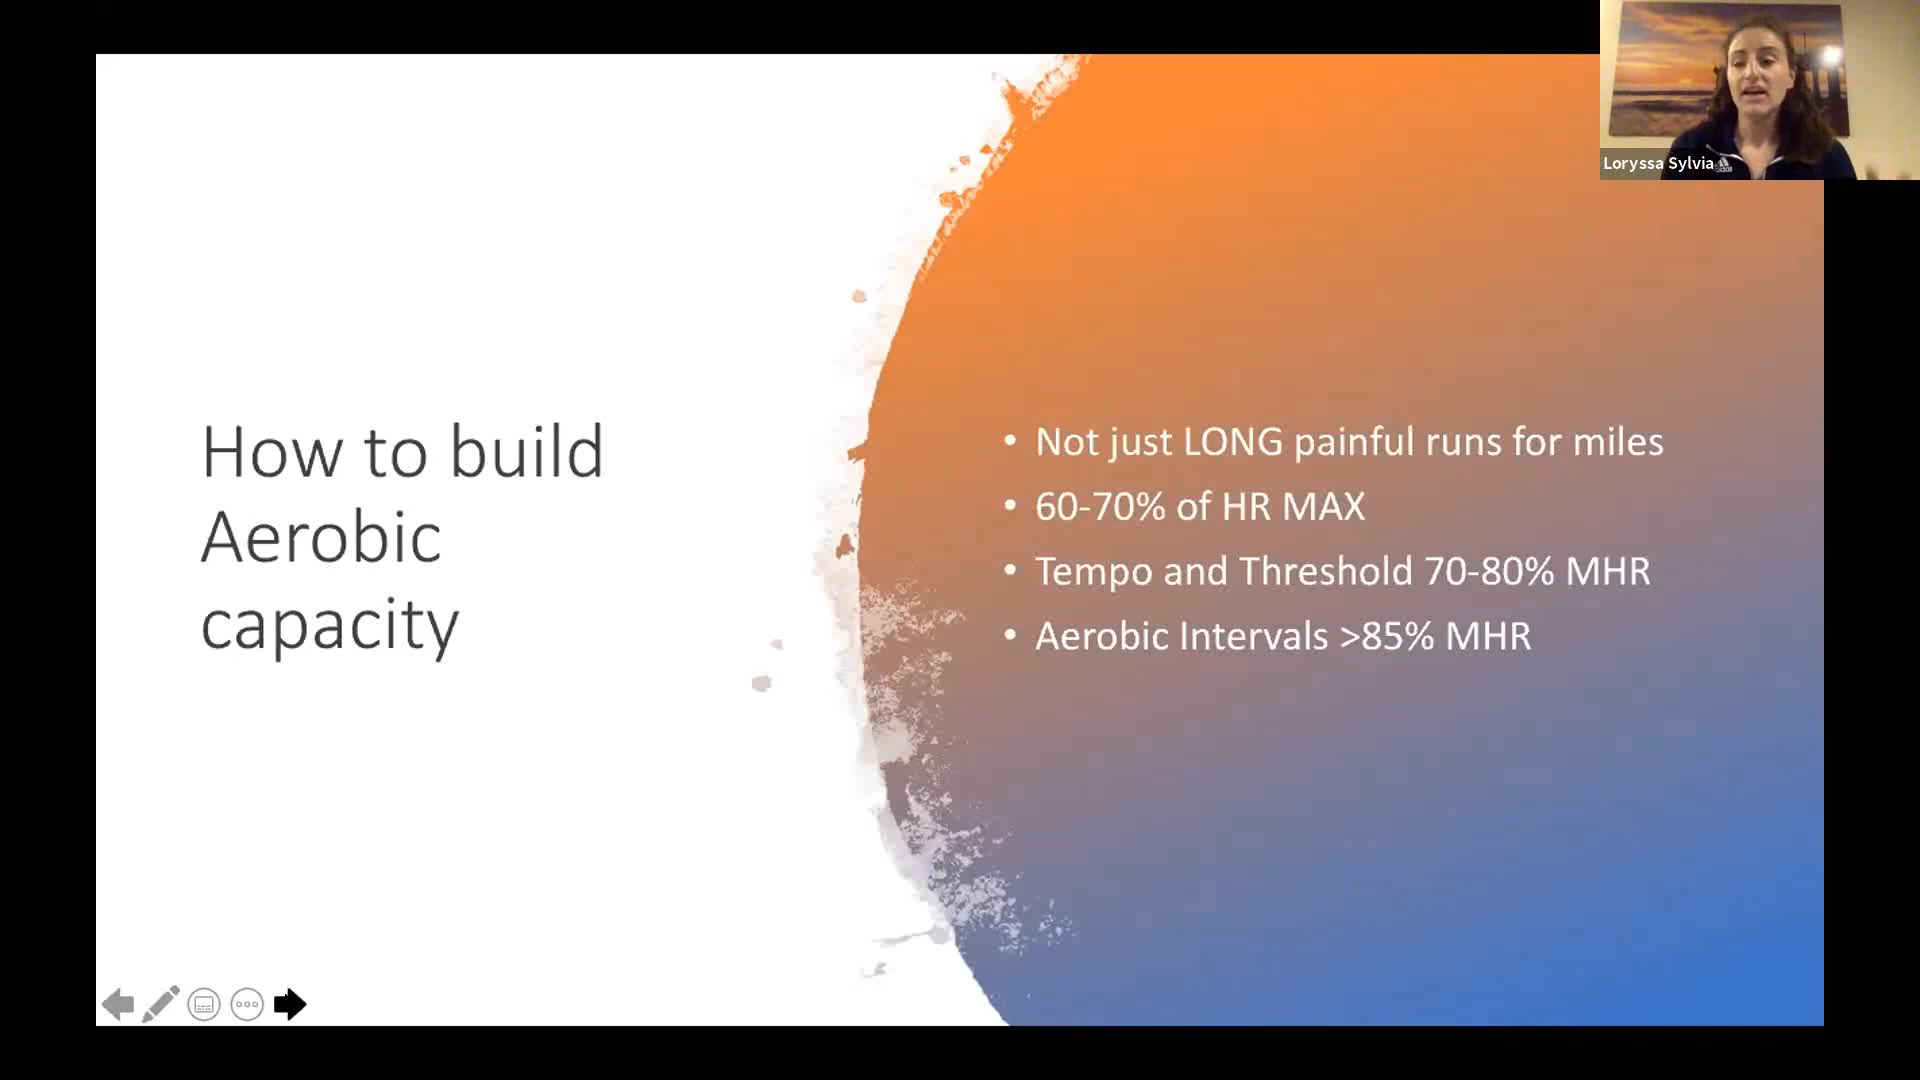 Loryssa Sylvia
How to build
Aerobic
capacity
• Not just LONG painful runs for miles
• 60-70% of HR MAX
• Tempo and Threshold 70-80% MHR
• Aerobic Intervals >85% MHR